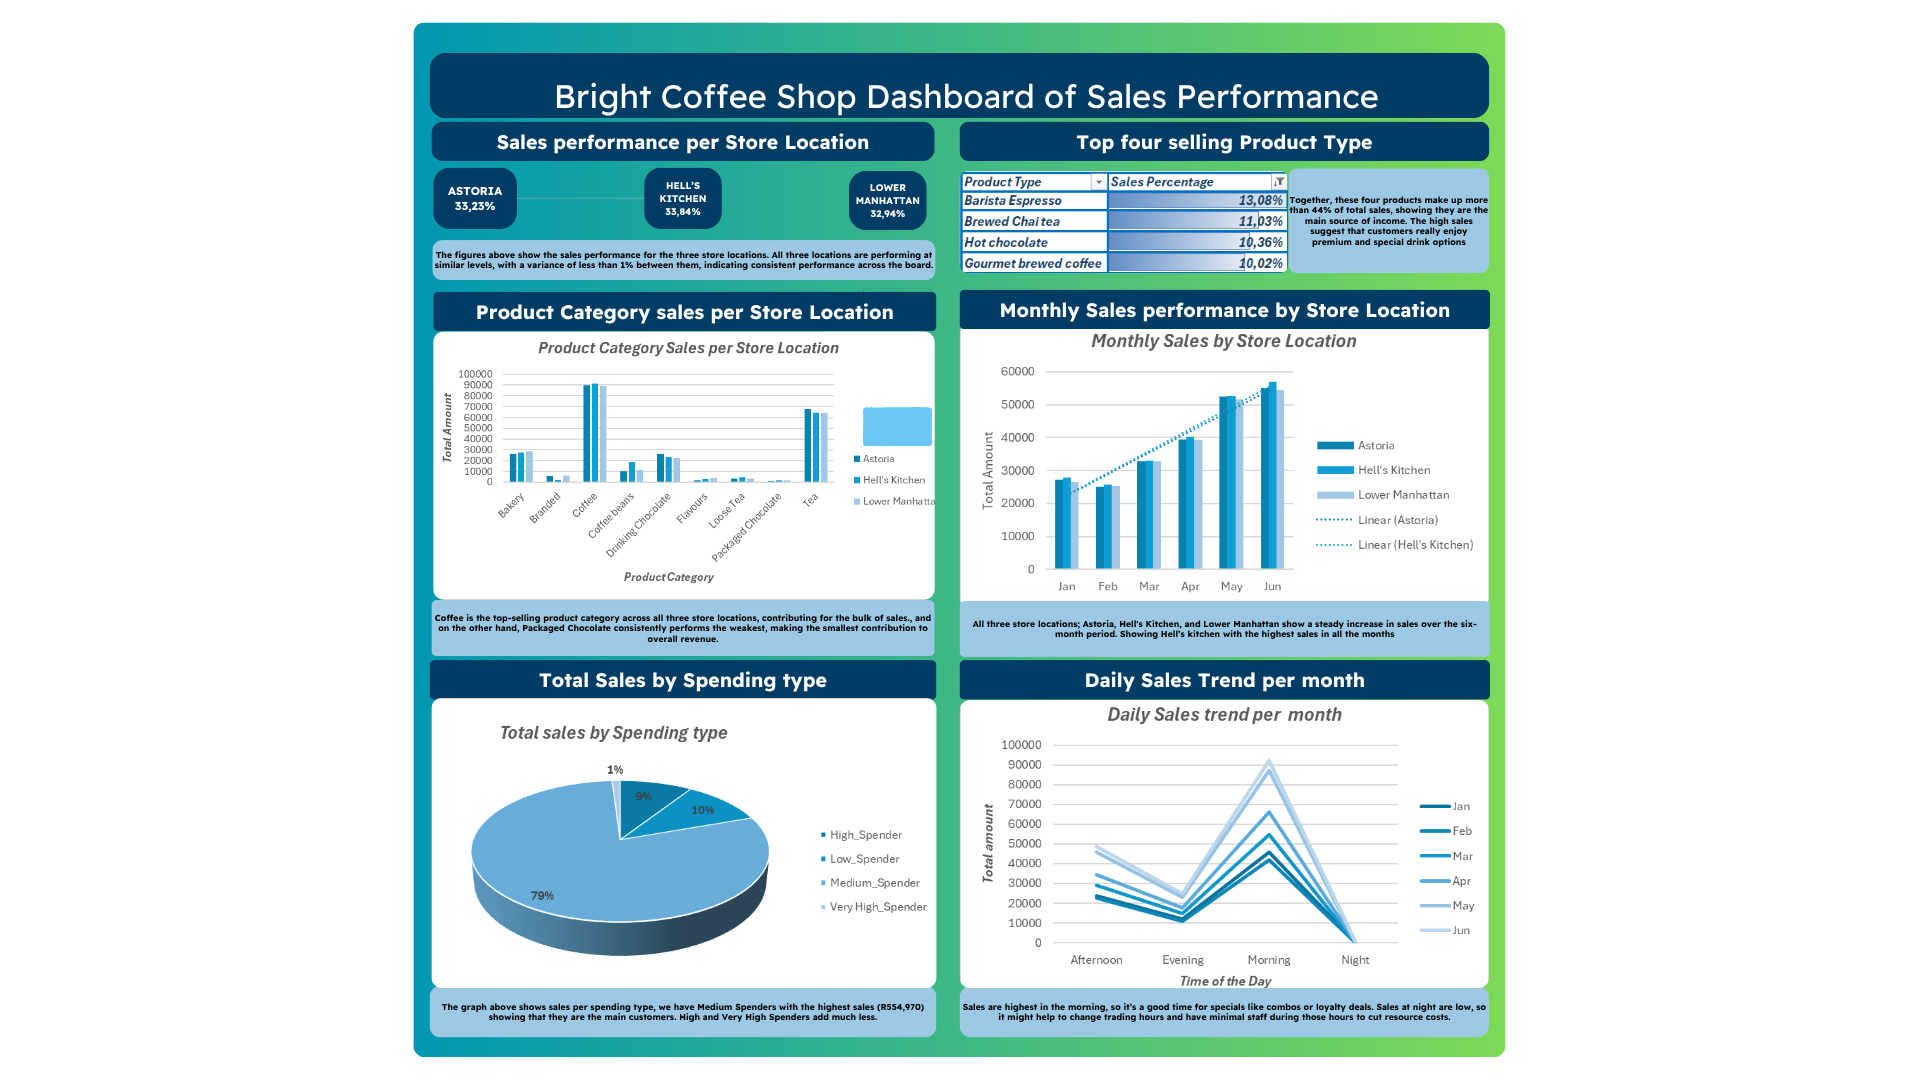 Bright Coffee Shop Dashboard of Sales Performance
Sales performance per Store Location
ASTORIA
33,23%
HELL'S
KITCHEN
33,84%
LOWER
MANHATTAN
32,94%
The figures above show the sales performance for the three store locations. All three locations are performing at
similar levels, with a variance of less than 1% between them, indicating consistent performance across the board.
Top four selling Product Type
Product Type Sales Percentage
Barista Espresso 13,08%
Brewed Chai tea 11,03%
Hot chocolate 10,36%
Gourmet brewed coffee 10,02%
Together, these four products make up more
than 44% of total sales, showing they are the
main source of income. The high sales
suggest that customers really enjoy
premium and special drink options
Product Category sales per Store Location
Product Category Sales per Store Location
Total Amount
100000
90000
80000
70000
60000
50000
40000
30000
20000
10000
0
Bakery
Branded
Coffee
Coffee beans
Drinking Chocolate
Flavours
Loose Tea
Packaged Chocolate
Tea
Product Category
Astoria
Hell's Kitchen
Lower Manhatta
Coffee is the top-selling product category across all three store locations, contributing for the bulk of sales., and
on the other hand, Packaged Chocolate consistently performs the weakest, making the smallest contribution to
overall revenue.
Monthly Sales performance by Store Location
Monthly Sales by Store Location
Total Amount
60000
50000
40000
30000
20000
10000
0
Jan Feb Mar Apr May Jun
Astoria
Hell's Kitchen
Lower Manhattan
Linear (Astoria)
Linear (Hell's Kitchen)
All three store locations; Astoria, Hell's Kitchen, and Lower Manhattan show a steady increase in sales over the six-
month period. Showing Hell's kitchen with the highest sales in all the months
Total Sales by Spending type
Total sales by Spending type
1%
9%
10%
79%
High_Spender
Low_Spender
Medium_Spender
Very High_Spender
The graph above shows sales per spending type, we have Medium Spenders with the highest sales (R554,970)
showing that they are the main customers. High and Very High Spenders add much less.
Daily Sales Trend per month
Daily Sales trend per month
Total amount
100000
90000
80000
70000
60000
50000
40000
30000
20000
10000
0
Afternoon Evening Morning Night
Time of the Day
Jan
Feb
Mar
Apr
May
Jun
Sales are highest in the morning, so it's a good time for specials like combos or loyalty deals. Sales at night are low, so
it might help to change trading hours and have minimal staff during those hours to cut resource costs.